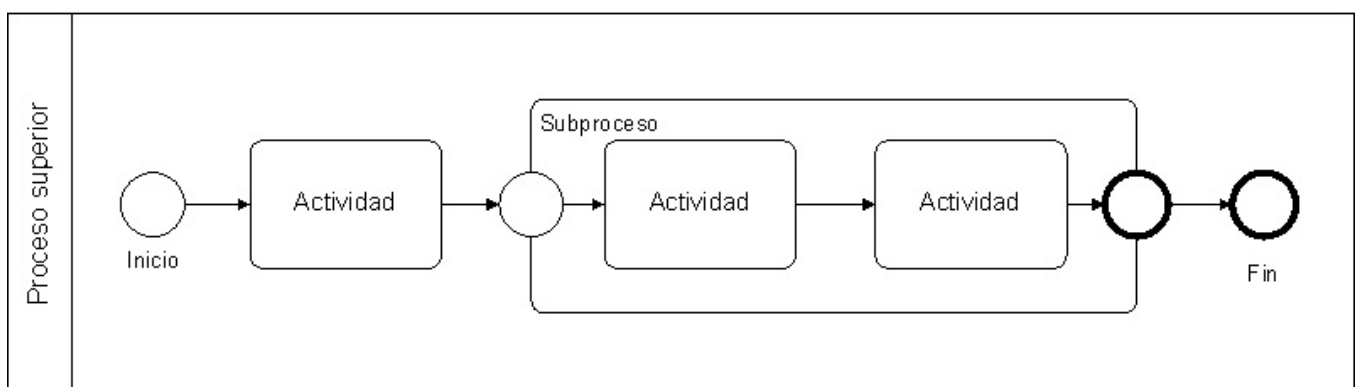 Proceso superior
Subproceso
Actividad
Actividad
Actividad
Inicio
Fin